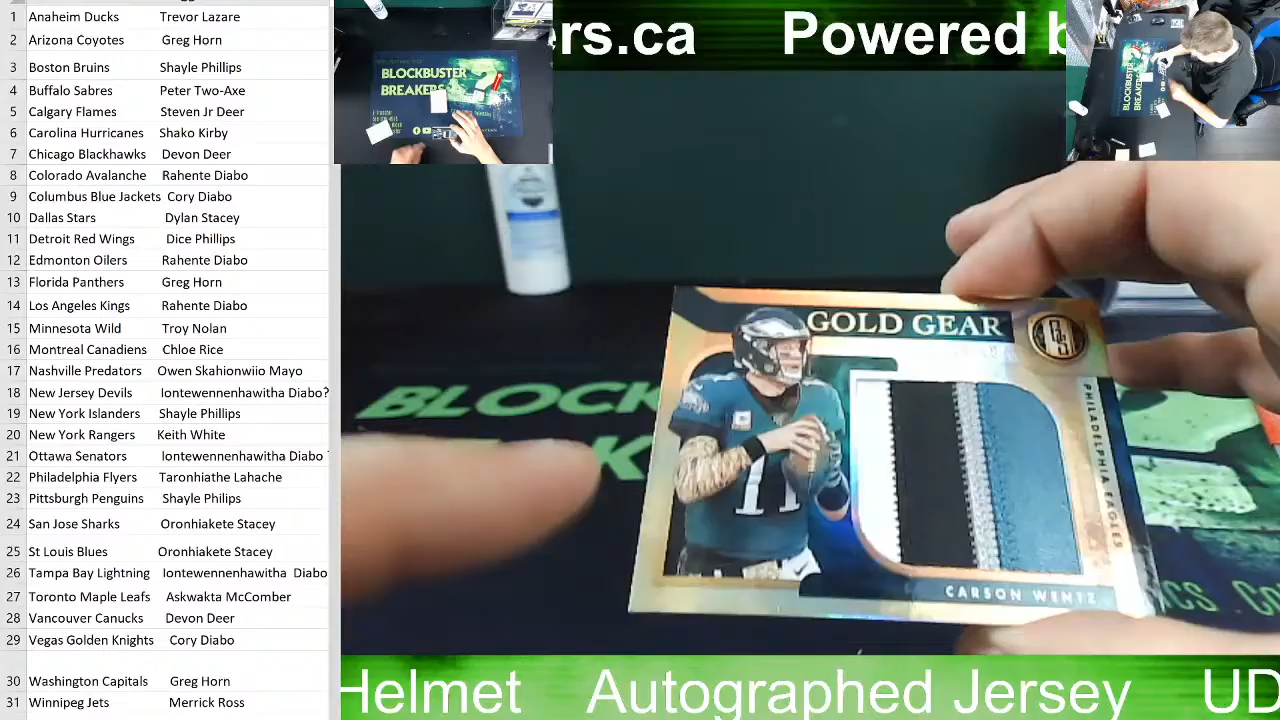 1 Anaheim Ducks Trevor Lazare
2 Arizona Coyotes Greg Horn
3 Boston Bruins Shayle Phillips
4 Buffalo Sabres Peter Two-Axe
5 Calgary Flames Steven Jr Deer
6 Carolina Hurricanes Shako Kirby
7 Chicago Blackhawks Devon Deer
8 Colorado Avalanche Rahente Diabo
9 Columbus Blue Jackets Cory Diabo
10 Dallas Stars Dylan Stacey
11 Detroit Red Wings Dice Phillips
12 Edmonton Oilers Rahente Diabo
13 Florida Panthers Greg Horn
14 Los Angeles Kings Rahente Diabo
15 Minnesota Wild Troy Nolan
16 Montreal Canadiens Chloe Rice
17 Nashville Predators Owen Skahionwiio Mayo
18 New Jersey Devils Iontewennenhawitha Diabo?
19 New York Islanders Shayle Phillips
20 New York Rangers Keith White
21 Ottawa Senators Iontewennenhawitha Diabo
22 Philadelphia Flyers Taronhiathe Lahache
23 Pittsburgh Penguins Shayle Philips
24 San Jose Sharks Oronhiakete Stacey
25 St Louis Blues Oronhiakete Stacey
26 Tampa Bay Lightning Iontewennenhawitha Diabo
27 Toronto Maple Leafs Askwakta McComber
28 Vancouver Canucks Devon Deer
29 Vegas Golden Knights Cory Diabo
30 Washington Capitals Greg Horn
31 Winnipeg Jets Merrick Ross
ers.ca Powered b
BLOCKBUSTER
BREAKERS
BLOCKBUSTER
BREAKERS
BLOCK
K
GOLD GEAR
GS
11
PHILADELPHIA EAGLES
CARSON WENTZ
Helmet Autographed Jersey UD